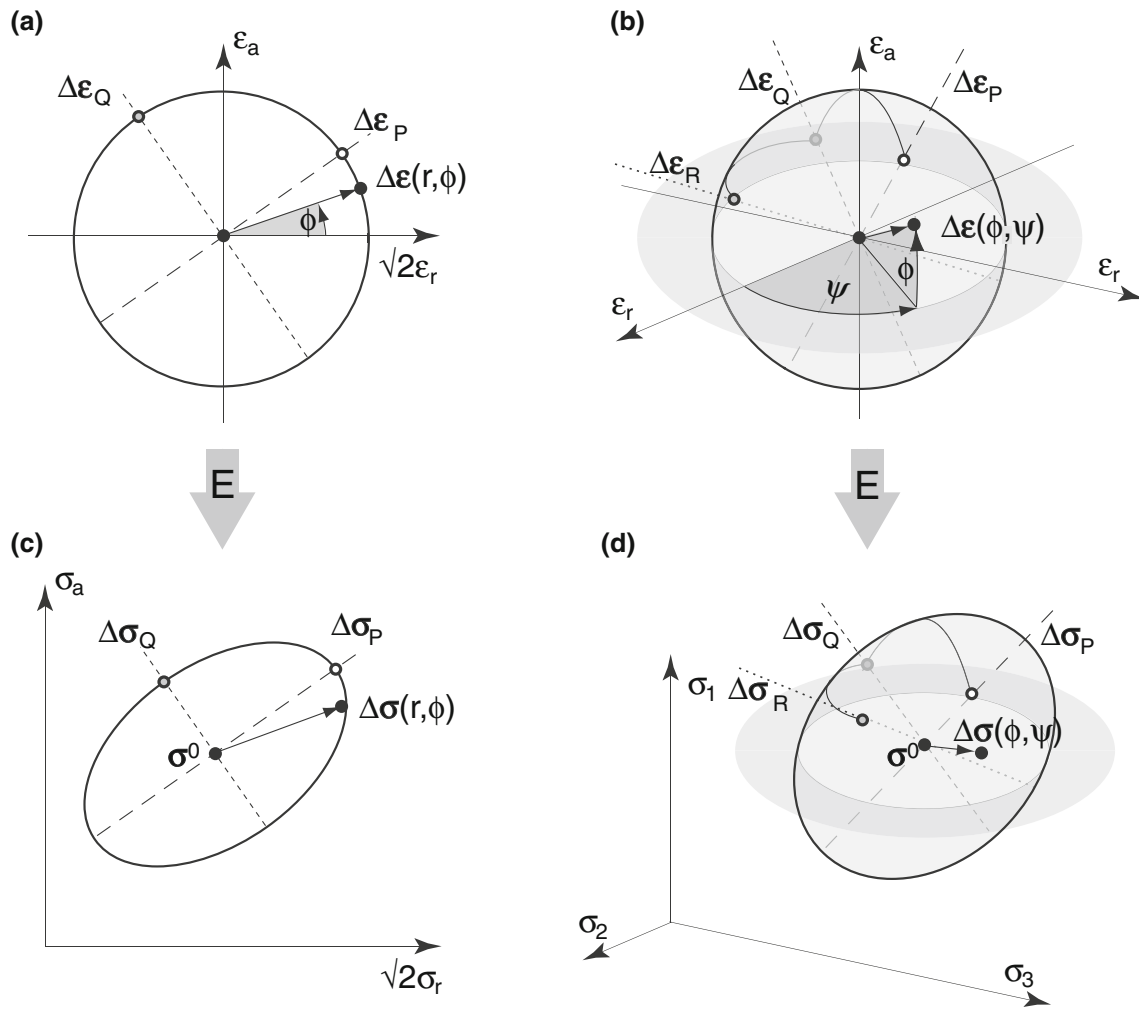 (a)
εa
ΔεQ
ΔεP
Δε(r,ϕ)
ϕ
√2εr
E
(b)
εa
ΔεQ
ΔεP
ΔεR
Δε(ϕ,ψ)
ϕ
ψ
εr
εr
E
(c)
σa
ΔσQ
ΔσP
Δσ(r,ϕ)
σ⁰
√2σr
(d)
ΔσQ
ΔσP
σ1 ΔσR
Δσ(ϕ,ψ)
σ⁰
σ2
σ3